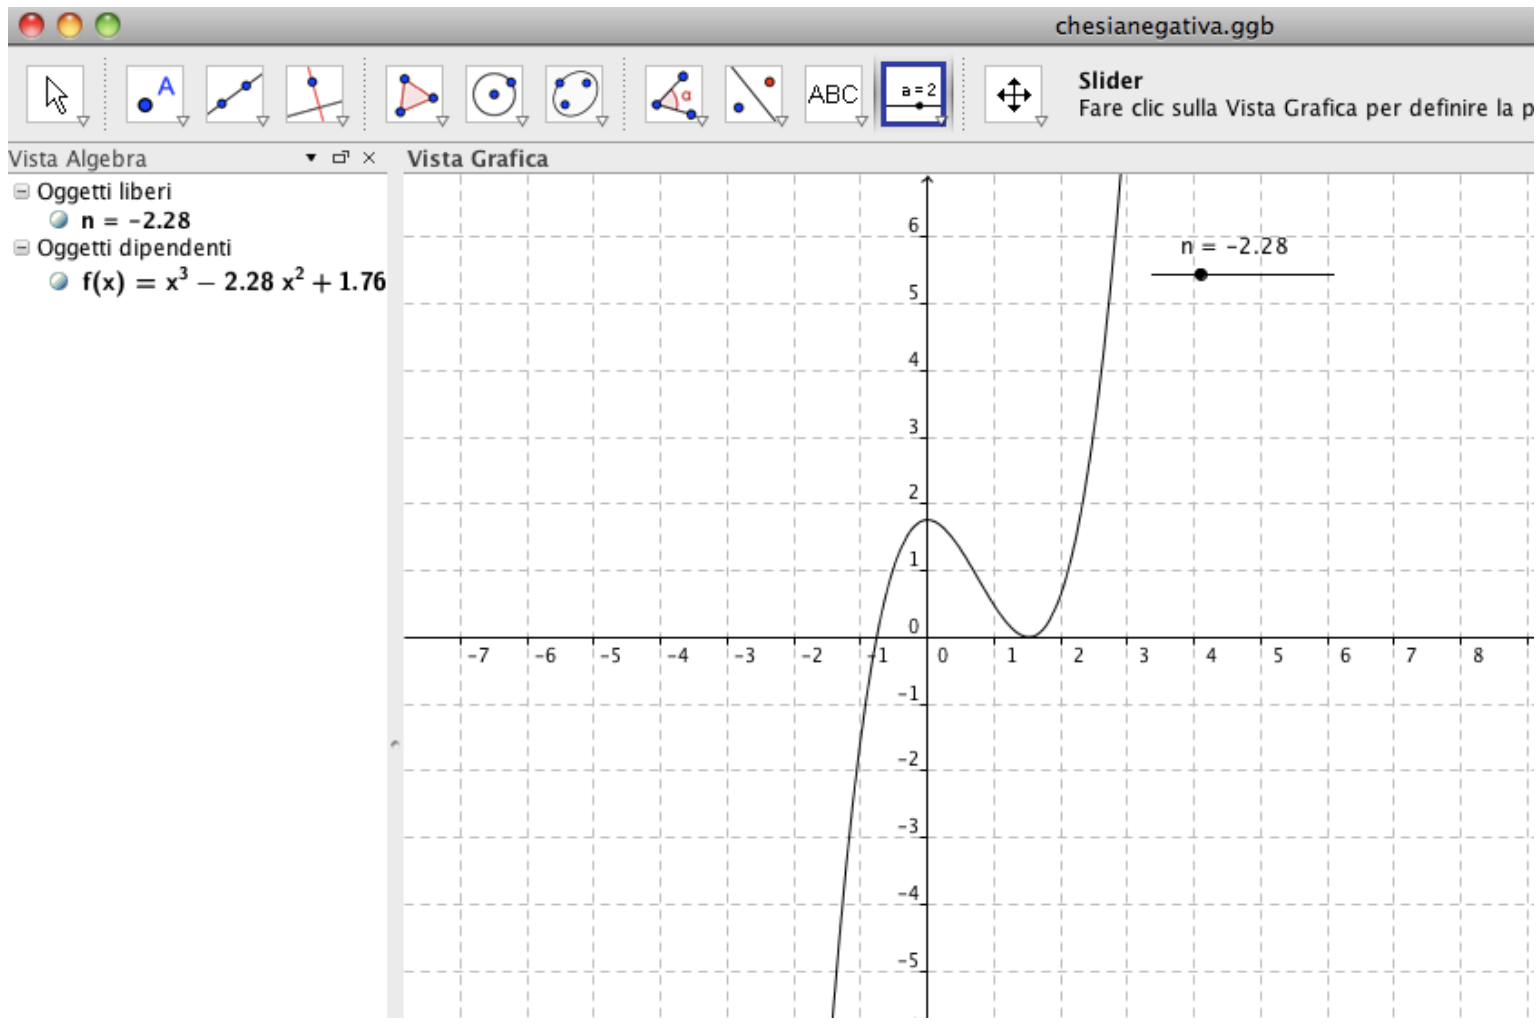 chesianegativa.ggb
A
α
ABC
a=2
Slider
Fare clic sulla Vista Grafica per definire la p
Vista Algebra
Vista Grafica
Oggetti liberi
n = −2.28
Oggetti dipendenti
f(x) = x³ − 2.28 x² + 1.76
n = −2.28
6
5
4
3
2
1
0
−7 −6 −5 −4 −3 −2 −1 0 1 2 3 4 5 6 7 8
−1
−2
−3
−4
−5